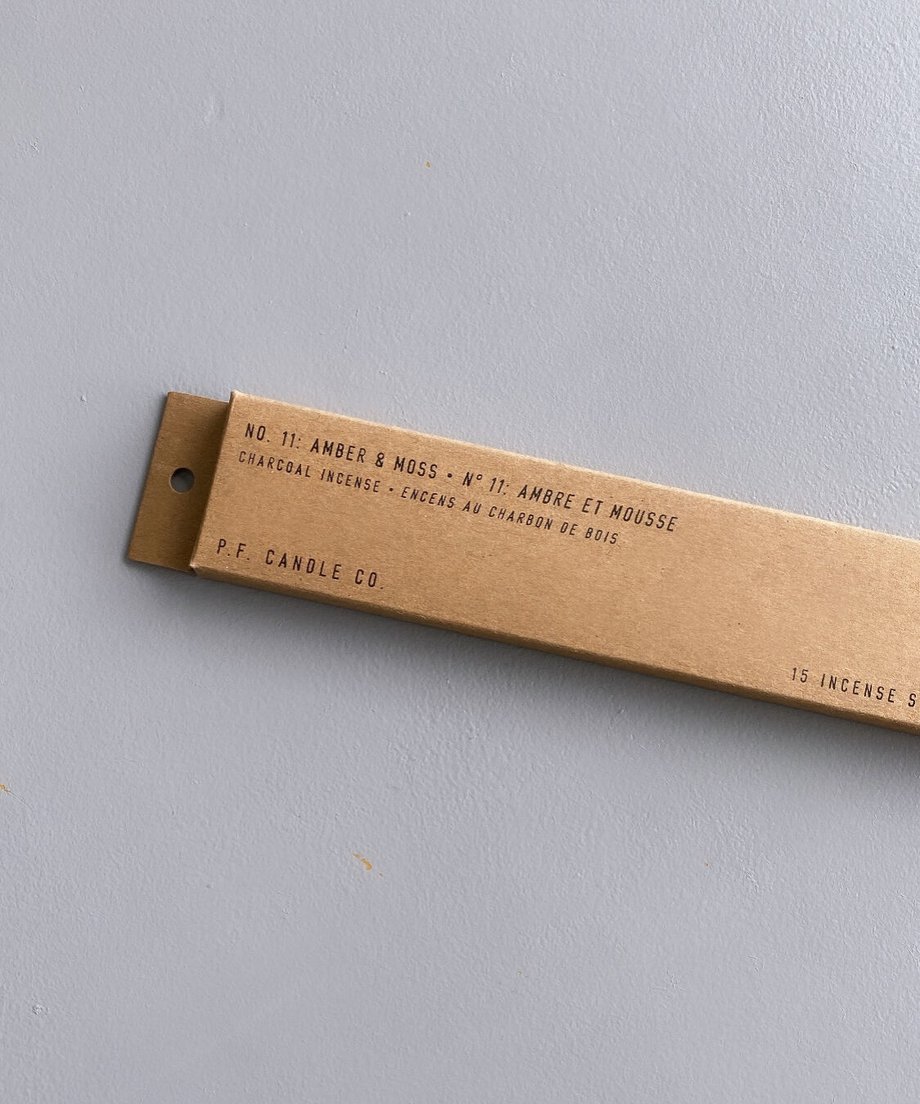 NO. 11: AMBER & MOSS • Nº 11: AMBRE ET MOUSSE
CHARCOAL INCENSE • ENCENS AU CHARBON DE BOIS
P.F. CANDLE CO.
15 INCENSE S